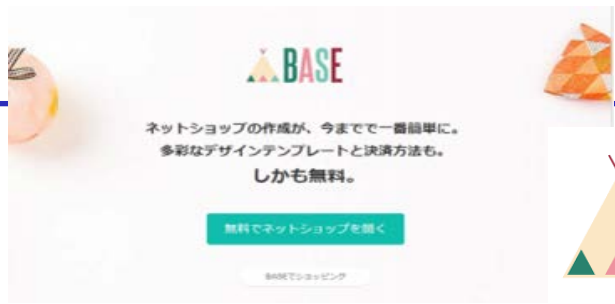 BASE
ネットショップの作成が、今までで一番簡単に。
多彩なデザインテンプレートと決済方法も。
しかも無料。
無料でネットショップを開く
BASEでショッピング